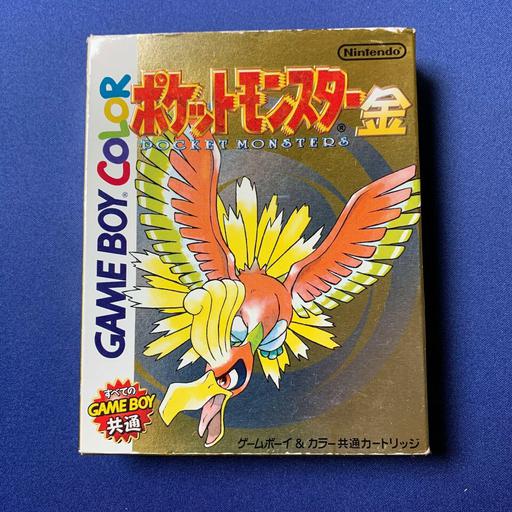 Nintendo
GAME BOY COLOR
ポケットモンスター金
POCKET MONSTERS
すべての
GAME BOY
共通
ゲームボーイ & カラー共通カートリッジ